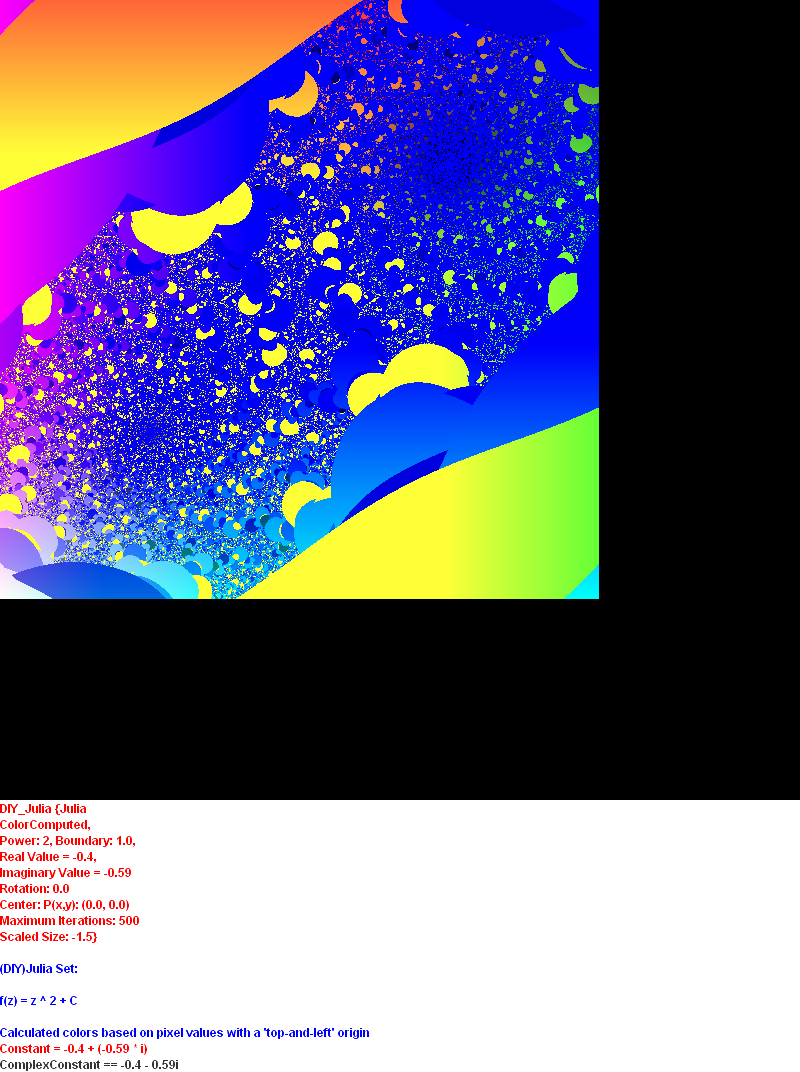 DIY_Julia {Julia
ColorComputed,
Power: 2, Boundary: 1.0,
Real Value = -0.4,
Imaginary Value = -0.59
Rotation: 0.0
Center: P(x,y): (0.0, 0.0)
Maximum Iterations: 500
Scaled Size: -1.5}
(DIY)Julia Set:
f(z) = z ^ 2 + C
Calculated colors based on pixel values with a 'top-and-left' origin
Constant = -0.4 + (-0.59 * i)
ComplexConstant == -0.4 - 0.59i